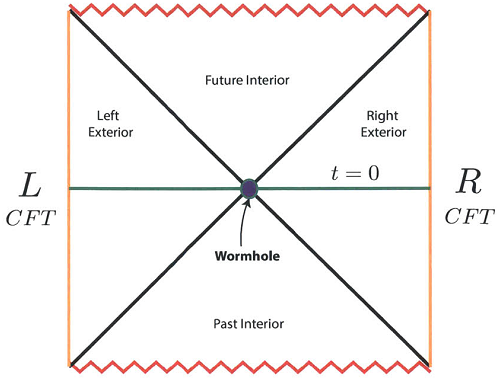 Future Interior
Left
Exterior
Right
Exterior
t = 0
L
CFT
R
CFT
Wormhole
Past Interior